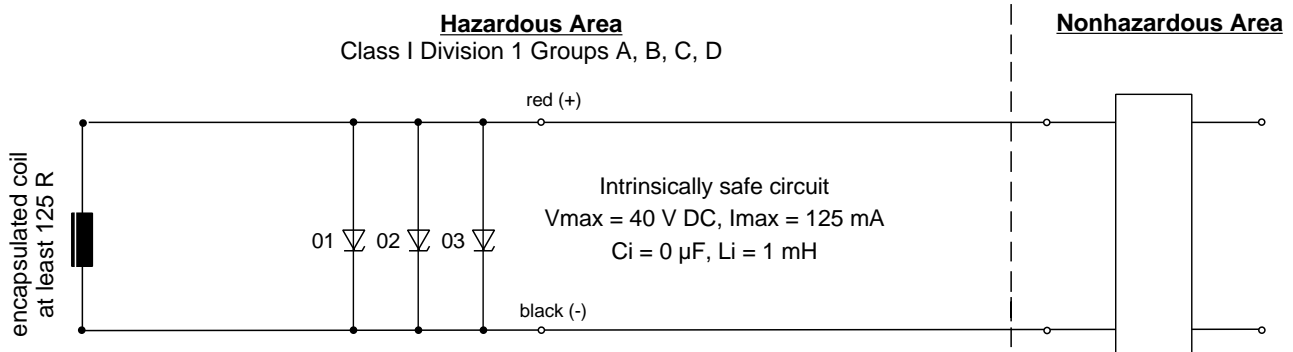 Hazardous Area
Class I Division 1 Groups A, B, C, D
Nonhazardous Area
red (+)
encapsulated coil
at least 125 R
Intrinsically safe circuit
Vmax = 40 V DC, Imax = 125 mA
Ci = 0 µF, Li = 1 mH
01 02 03
black (-)